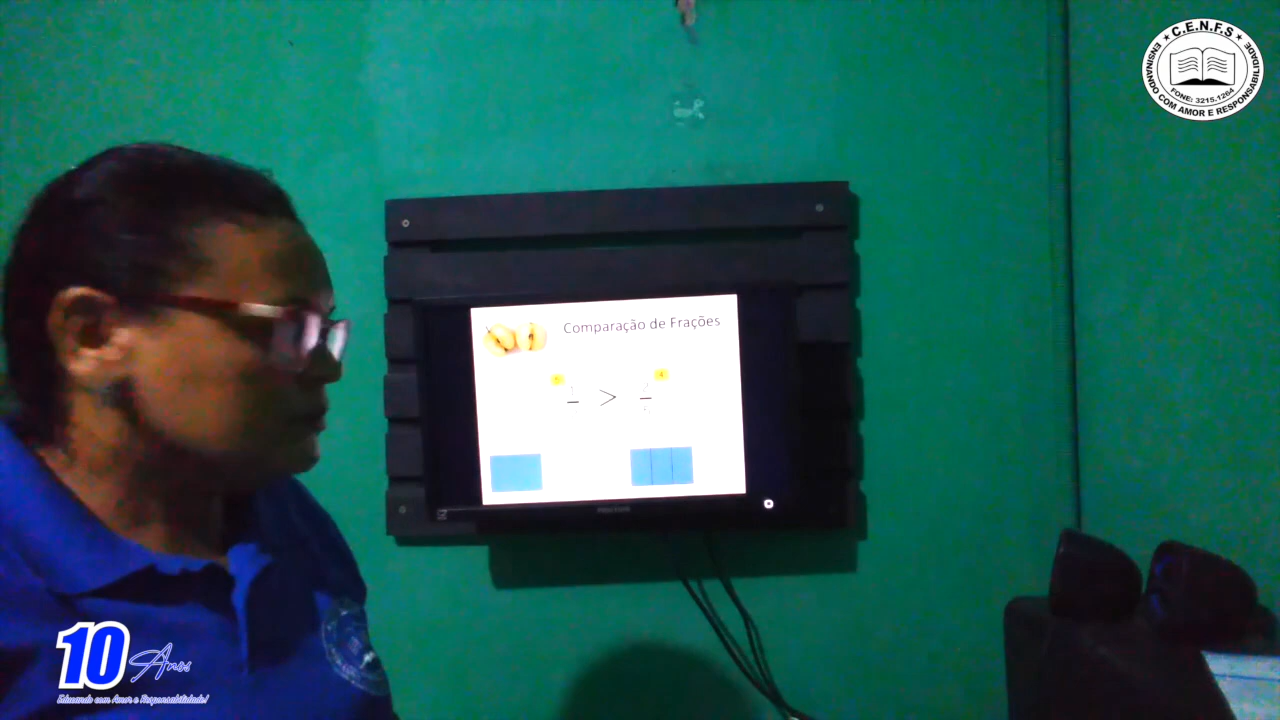 ★ C.E.N.F.S ★
ENSINANDO COM AMOR E RESPONSABILIDADE
FONE: 3215.1264
Comparação de Frações
>
10 Anos
Educando com Amor e Responsabilidade!